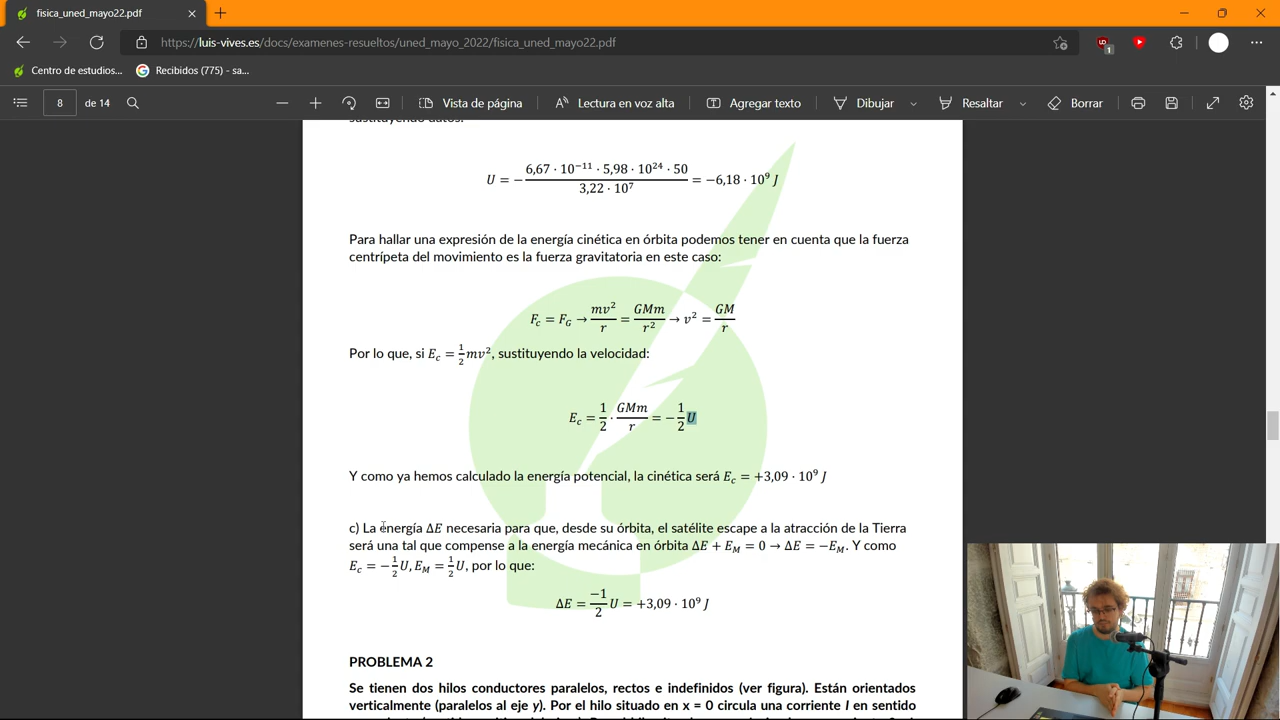 fisica_uned_mayo22.pdf
https://luis-vives.es/docs/examenes-resueltos/uned_mayo_2022/fisica_uned_mayo22.pdf
1
Centro de estudios... Recibidos (775) - sa...
8 de 14 Vista de página Lectura en voz alta Agregar texto Dibujar Resaltar Borrar
sustituyendo datos:
U = − (6,67 · 10⁻¹¹ · 5,98 · 10²⁴ · 50) / (3,22 · 10⁷) = −6,18 · 10⁹ J
Para hallar una expresión de la energía cinética en órbita podemos tener en cuenta que la fuerza
centrípeta del movimiento es la fuerza gravitatoria en este caso:
F_c = F_G → mv²/r = GMm/r² → v² = GM/r
Por lo que, si E_c = ½mv², sustituyendo la velocidad:
E_c = 1/2 · GMm/r = −1/2 U
Y como ya hemos calculado la energía potencial, la cinética será E_c = +3,09 · 10⁹ J
c) La energía ΔE necesaria para que, desde su órbita, el satélite escape a la atracción de la Tierra
será una tal que compense a la energía mecánica en órbita ΔE + E_M = 0 → ΔE = −E_M. Y como
E_c = −½U, E_M = ½U, por lo que:
ΔE = −1/2 U = +3,09 · 10⁹ J
PROBLEMA 2
Se tienen dos hilos conductores paralelos, rectos e indefinidos (ver figura). Están orientados
verticalmente (paralelos al eje y). Por el hilo situado en x = 0 circula una corriente I en sentido